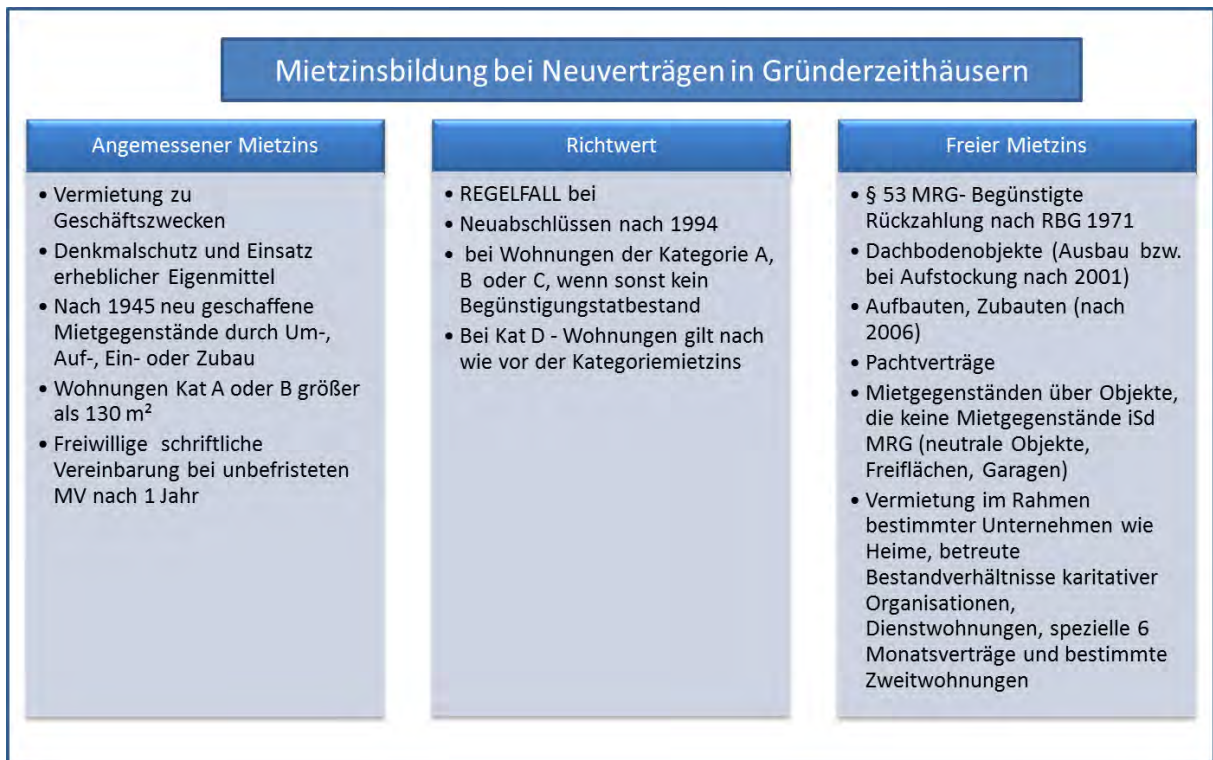 Mietzinsbildung bei Neuverträgen in Gründerzeithäusern
Angemessener Mietzins
• Vermietung zu
Geschäftszwecken
• Denkmalschutz und Einsatz
erheblicher Eigenmittel
• Nach 1945 neu geschaffene
Mietgegenstände durch Um-,
Auf-, Ein- oder Zubau
• Wohnungen Kat A oder B größer
als 130 m²
• Freiwillige schriftliche
Vereinbarung bei unbefristeten
MV nach 1 Jahr
Richtwert
• REGELFALL bei
• Neuabschlüssen nach 1994
• bei Wohnungen der Kategorie A,
B oder C, wenn sonst kein
Begünstigungstatbestand
• Bei Kat D - Wohnungen gilt nach
wie vor der Kategoriemietzins
Freier Mietzins
• § 53 MRG- Begünstigte
Rückzahlung nach RBG 1971
• Dachbodenobjekte (Ausbau bzw.
bei Aufstockung nach 2001)
• Aufbauten, Zubauten (nach
2006)
• Pachtverträge
• Mietgegenständen über Objekte,
die keine Mietgegenstände iSd
MRG (neutrale Objekte,
Freiflächen, Garagen)
• Vermietung im Rahmen
bestimmter Unternehmen wie
Heime, betreute
Bestandverhältnisse karitativer
Organisationen,
Dienstwohnungen, spezielle 6
Monatsverträge und bestimmte
Zweitwohnungen